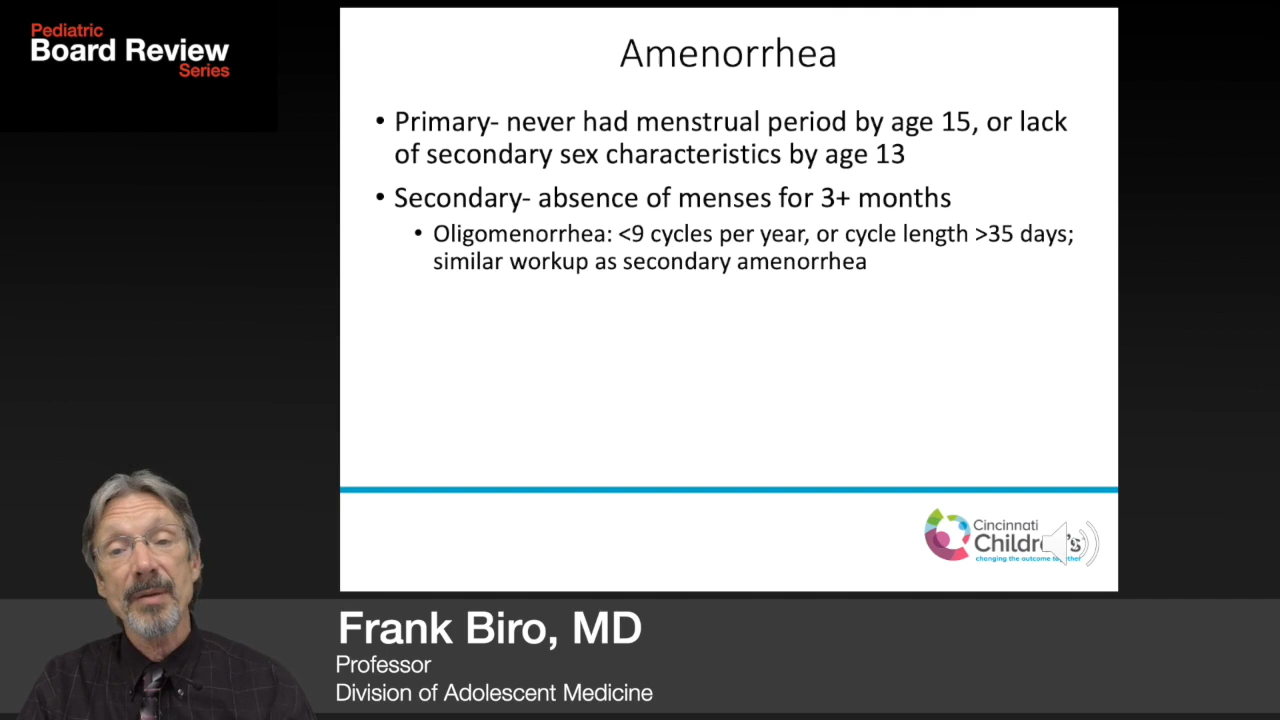 Pediatric
Board Review
Series
Amenorrhea
• Primary- never had menstrual period by age 15, or lack
of secondary sex characteristics by age 13
• Secondary- absence of menses for 3+ months
• Oligomenorrhea: <9 cycles per year, or cycle length >35 days;
similar workup as secondary amenorrhea
Cincinnati
changing the outcome
Frank Biro, MD
Professor
Division of Adolescent Medicine